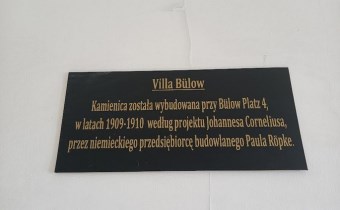 Villa Bülow
Kamienica została wybudowana przy Bülow Platz 4,
w latach 1909-1910 według projektu Johannesa Corneliusa,
przez niemieckiego przedsiębiorcę budowlanego Paula Röpke.